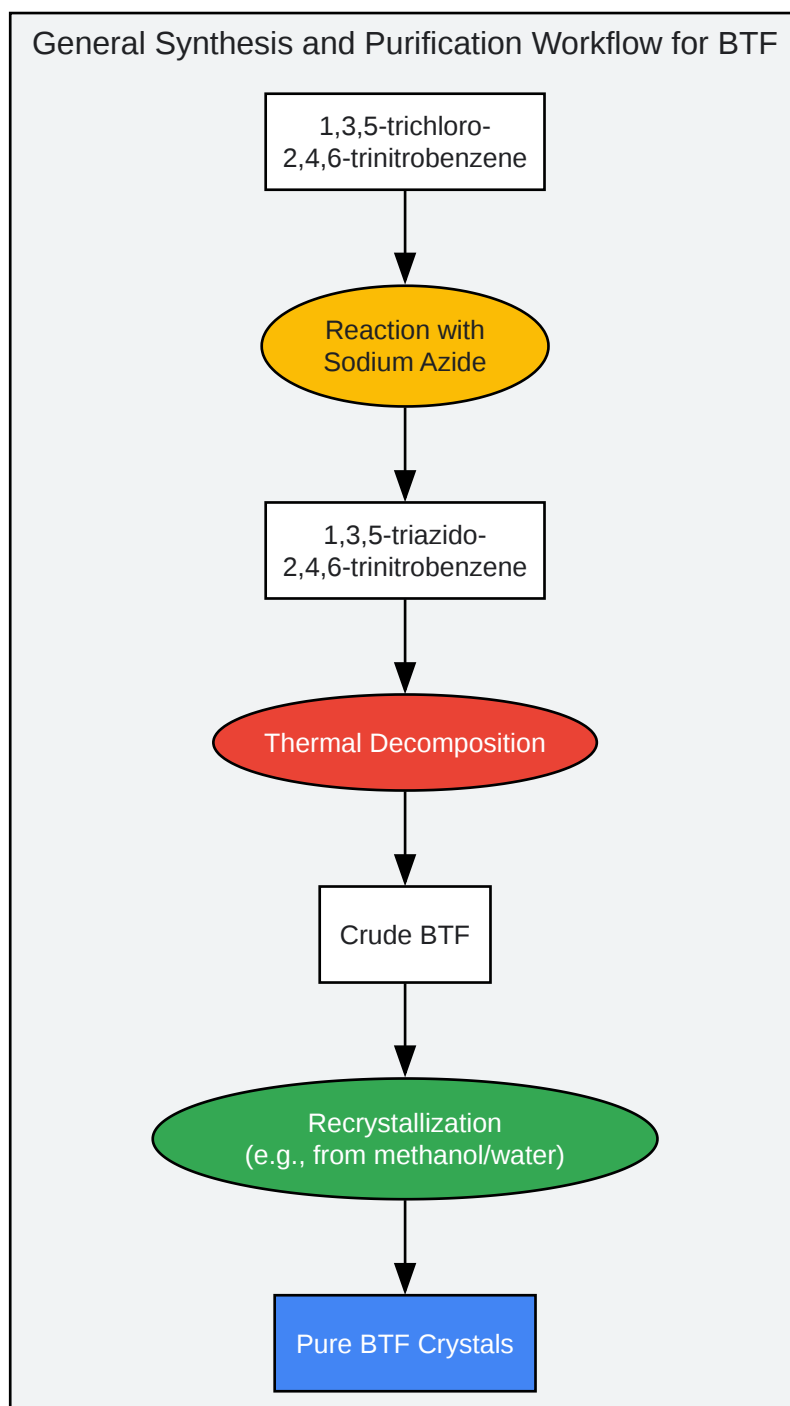 General Synthesis and Purification Workflow for BTF
1,3,5-trichloro-
2,4,6-trinitrobenzene
Reaction with
Sodium Azide
1,3,5-triazido-
2,4,6-trinitrobenzene
Thermal Decomposition
Crude BTF
Recrystallization
(e.g., from methanol/water)
Pure BTF Crystals